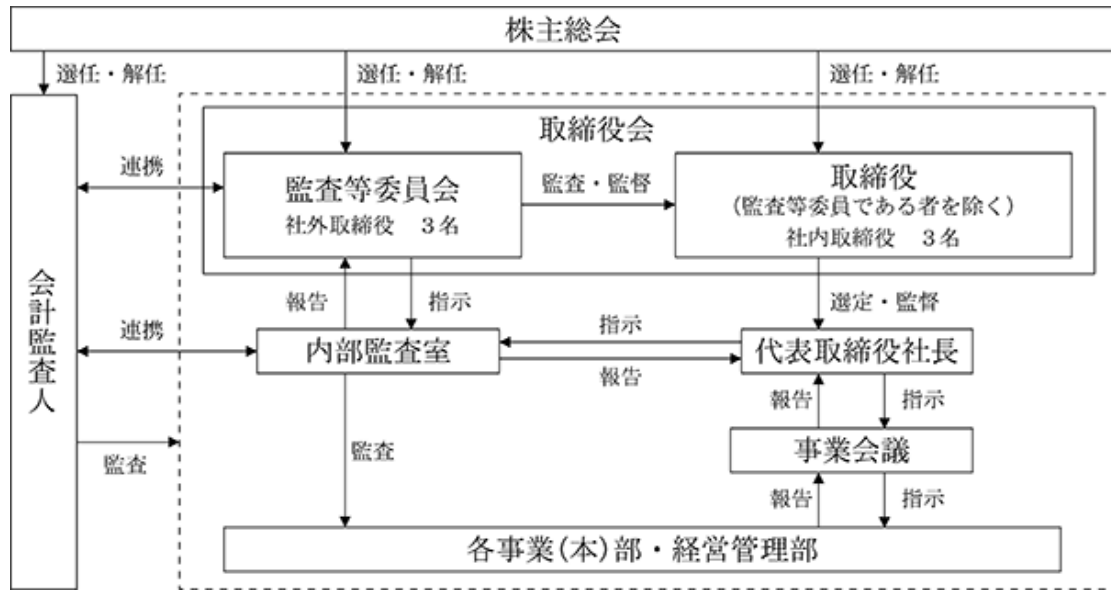 株主総会
選任・解任
選任・解任
選任・解任
取締役会
連携
監査等委員会
社外取締役 3名
監査・監督
取締役
(監査等委員である者を除く)
社内取締役 3名
会計監査人
報告
指示
選定・監督
連携
内部監査室
指示
報告
代表取締役社長
報告
指示
監査
監査
事業会議
報告
指示
各事業(本)部・経営管理部